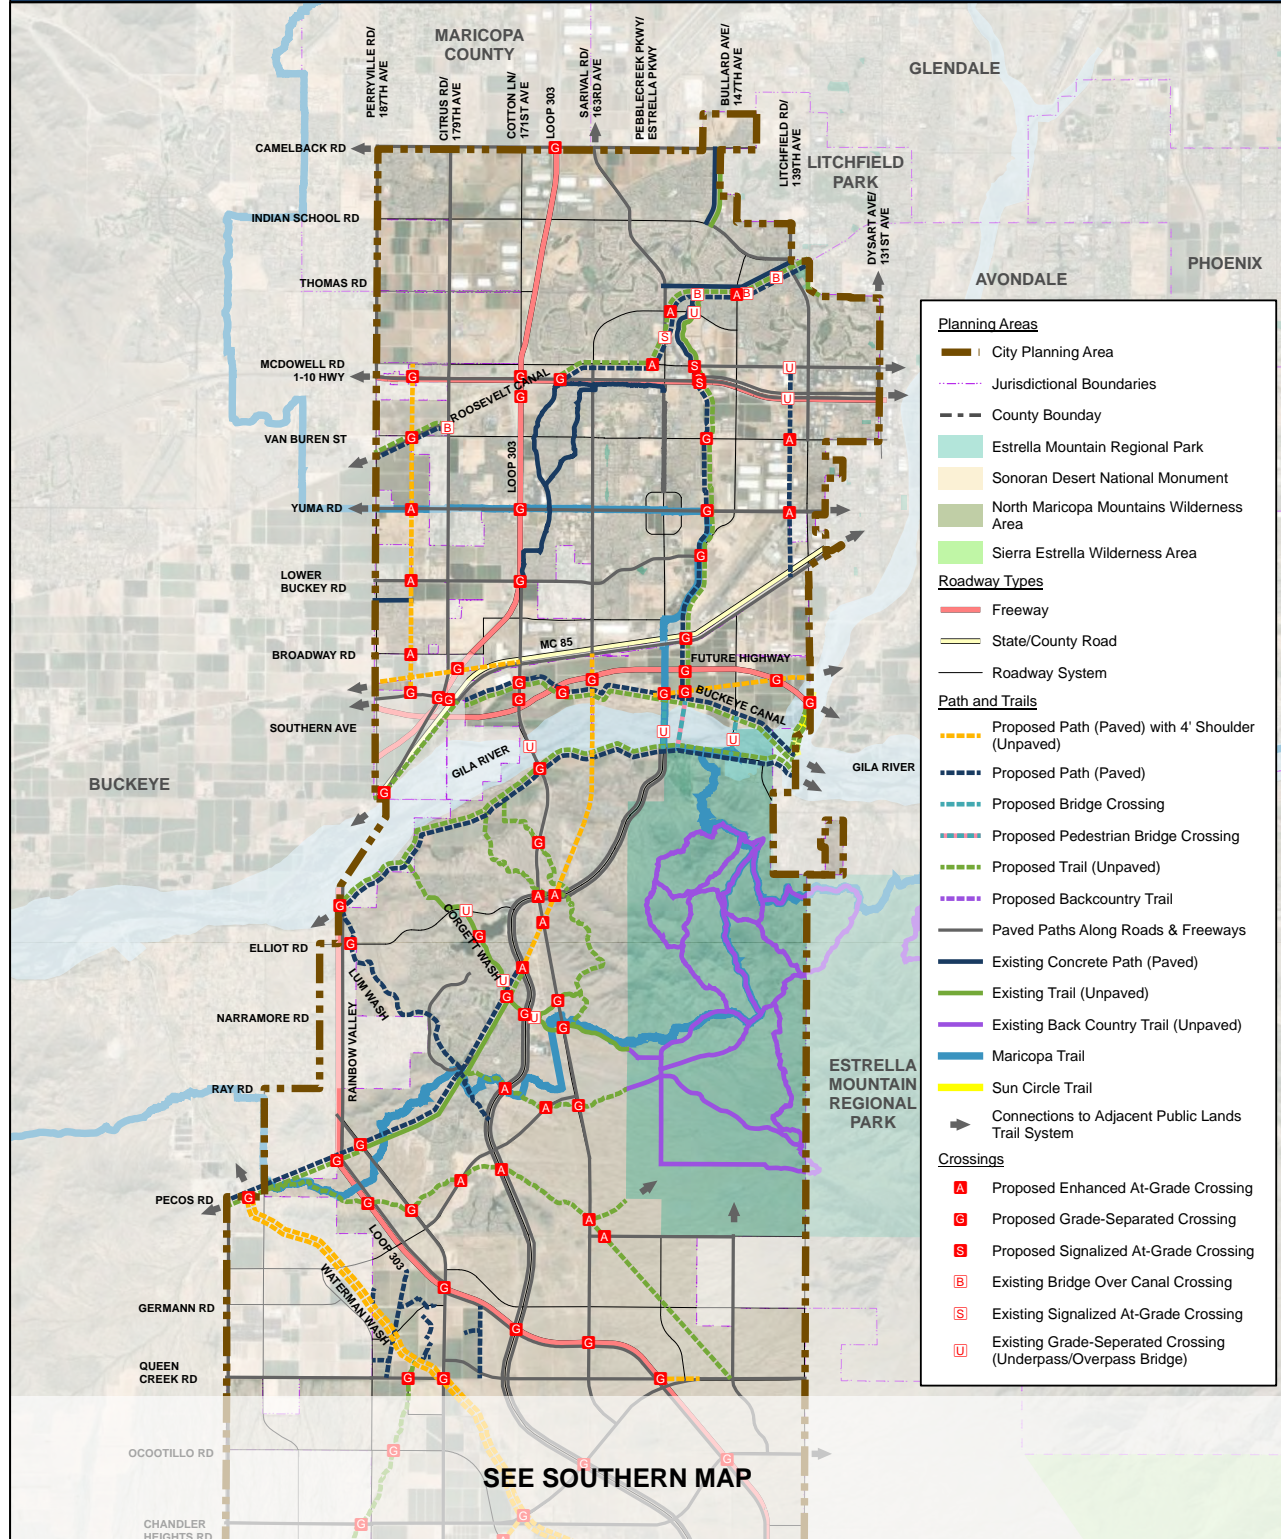 MARICOPA
COUNTY
GLENDALE
LITCHFIELD
PARK
AVONDALE
PHOENIX
BUCKEYE
ESTRELLA
MOUNTAIN
REGIONAL
PARK
PERRYVILLE RD/
187TH AVE
CITRUS RD/
179TH AVE
COTTON LN/
171ST AVE
LOOP 303
SARIVAL RD/
163RD AVE
PEBBLECREEK PKWY/
ESTRELLA PKWY
BULLARD AVE/
147TH AVE
LITCHFIELD RD/
139TH AVE
DYSART AVE/
131ST AVE
CAMELBACK RD
INDIAN SCHOOL RD
THOMAS RD
MCDOWELL RD
1-10 HWY
ROOSEVELT CANAL
VAN BUREN ST
LOOP 303
YUMA RD
LOWER
BUCKEY RD
MC 85
BROADWAY RD
FUTURE HIGHWAY
BUCKEYE CANAL
SOUTHERN AVE
GILA RIVER
GILA RIVER
CORGETT WASH
ELLIOT RD
LUM WASH
NARRAMORE RD
RAINBOW VALLEY
RAY RD
PECOS RD
LOOP 303
WATERMAN WASH
GERMANN RD
QUEEN
CREEK RD
OCOOTILLO RD
SEE SOUTHERN MAP
CHANDLER
HEIGHTS RD
Planning Areas
City Planning Area
Jurisdictional Boundaries
County Bounday
Estrella Mountain Regional Park
Sonoran Desert National Monument
North Maricopa Mountains Wilderness
Area
Sierra Estrella Wilderness Area
Roadway Types
Freeway
State/County Road
Roadway System
Path and Trails
Proposed Path (Paved) with 4' Shoulder
(Unpaved)
Proposed Path (Paved)
Proposed Bridge Crossing
Proposed Pedestrian Bridge Crossing
Proposed Trail (Unpaved)
Proposed Backcountry Trail
Paved Paths Along Roads & Freeways
Existing Concrete Path (Paved)
Existing Trail (Unpaved)
Existing Back Country Trail (Unpaved)
Maricopa Trail
Sun Circle Trail
Connections to Adjacent Public Lands
Trail System
Crossings
A Proposed Enhanced At-Grade Crossing
G Proposed Grade-Separated Crossing
S Proposed Signalized At-Grade Crossing
B Existing Bridge Over Canal Crossing
S Existing Signalized At-Grade Crossing
U Existing Grade-Seperated Crossing
(Underpass/Overpass Bridge)